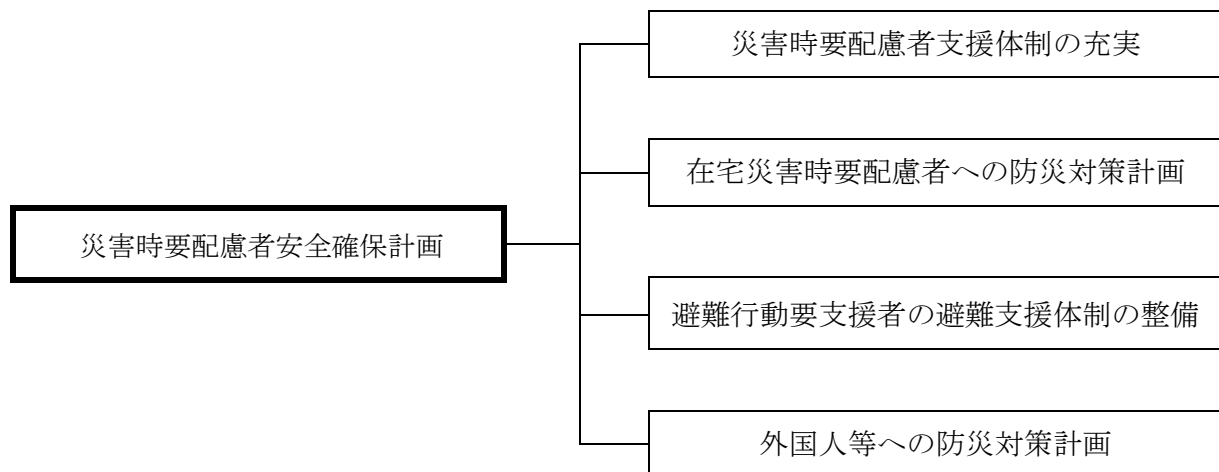 災害時要配慮者支援体制の充実
在宅災害時要配慮者への防災対策計画
災害時要配慮者安全確保計画
避難行動要支援者の避難支援体制の整備
外国人等への防災対策計画